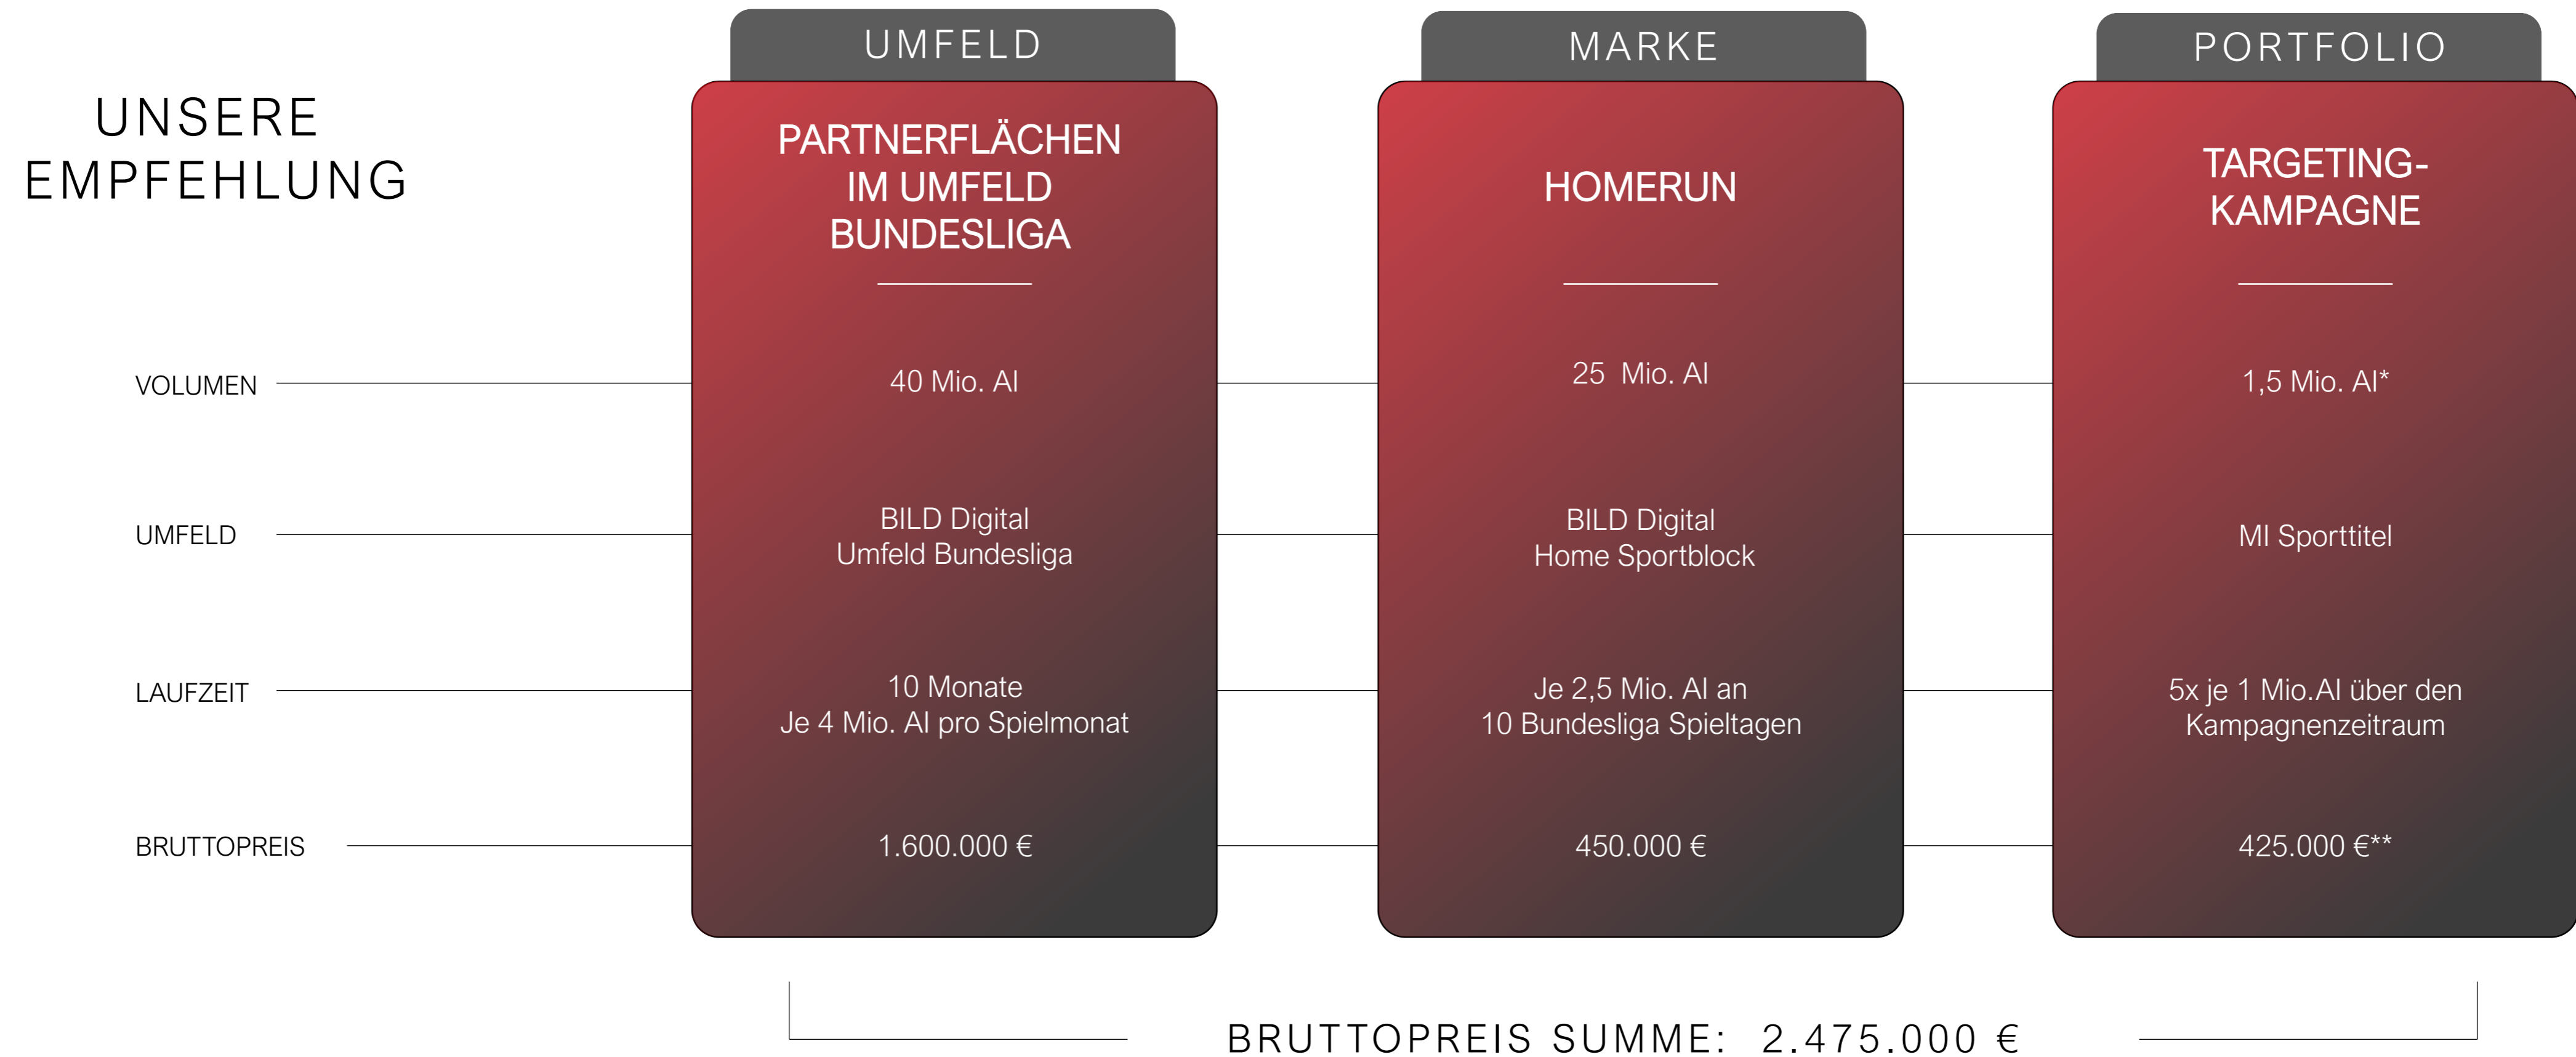 UNSERE
EMPFEHLUNG
UMFELD
MARKE
PORTFOLIO
PARTNERFLÄCHEN
IM UMFELD
BUNDESLIGA
HOMERUN
TARGETING-
KAMPAGNE
VOLUMEN
40 Mio. AI
25 Mio. AI
1,5 Mio. AI*
UMFELD
BILD Digital
Umfeld Bundesliga
BILD Digital
Home Sportblock
MI Sporttitel
LAUFZEIT
10 Monate
Je 4 Mio. AI pro Spielmonat
Je 2,5 Mio. AI an
10 Bundesliga Spieltagen
5x je 1 Mio.AI über den
Kampagnenzeitraum
BRUTTOPREIS
1.600.000 €
450.000 €
425.000 €**
BRUTTOPREIS SUMME: 2.475.000 €